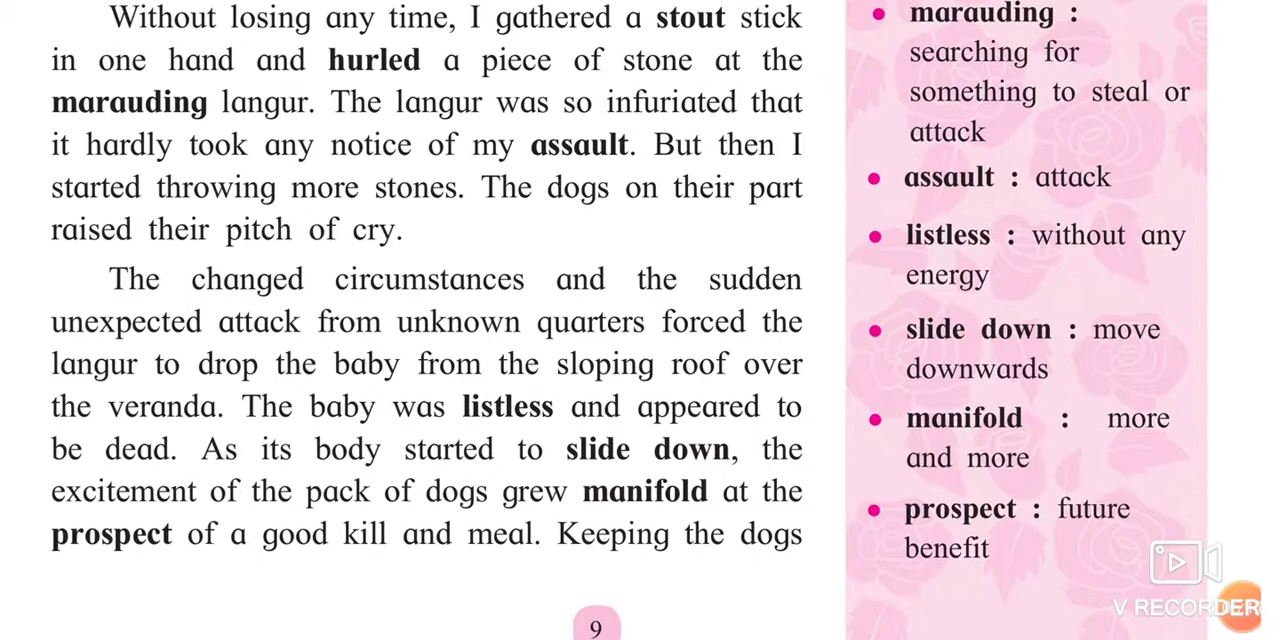 Without losing any time, I gathered a stout stick
in one hand and hurled a piece of stone at the
marauding langur. The langur was so infuriated that
it hardly took any notice of my assault. But then I
started throwing more stones. The dogs on their part
raised their pitch of cry.
The changed circumstances and the sudden
unexpected attack from unknown quarters forced the
langur to drop the baby from the sloping roof over
the veranda. The baby was listless and appeared to
be dead. As its body started to slide down, the
excitement of the pack of dogs grew manifold at the
prospect of a good kill and meal. Keeping the dogs
9
• marauding :
searching for
something to steal or
attack
• assault : attack
• listless : without any
energy
• slide down : move
downwards
• manifold : more
and more
• prospect : future
benefit
V RECORDER